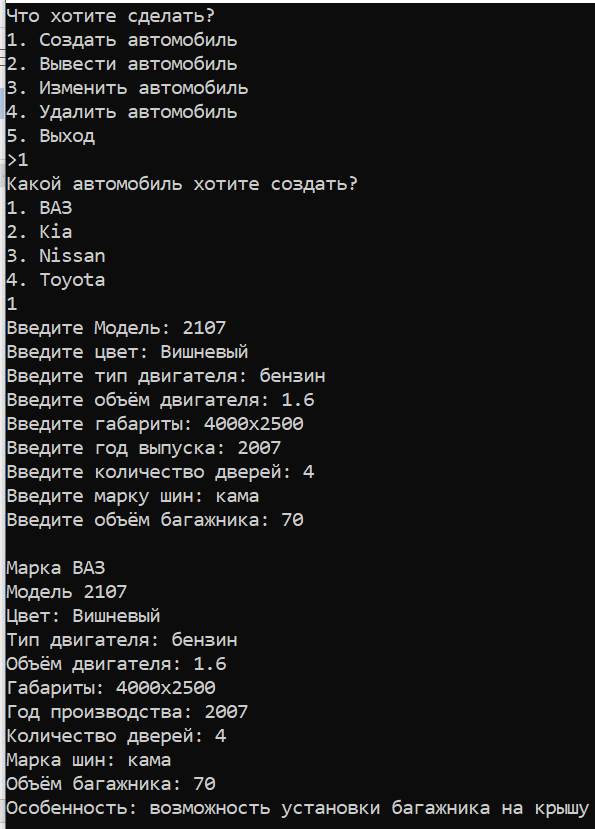 Что хотите сделать?
1. Создать автомобиль
2. Вывести автомобиль
3. Изменить автомобиль
4. Удалить автомобиль
5. Выход
>1
Какой автомобиль хотите создать?
1. ВАЗ
2. Kia
3. Nissan
4. Toyota
1
Введите Модель: 2107
Введите цвет: Вишневый
Введите тип двигателя: бензин
Введите объём двигателя: 1.6
Введите габариты: 4000x2500
Введите год выпуска: 2007
Введите количество дверей: 4
Введите марку шин: кама
Введите объём багажника: 70

Марка ВАЗ
Модель 2107
Цвет: Вишневый
Тип двигателя: бензин
Объём двигателя: 1.6
Габариты: 4000x2500
Год производства: 2007
Количество дверей: 4
Марка шин: кама
Объём багажника: 70
Особенность: возможность установки багажника на крышу